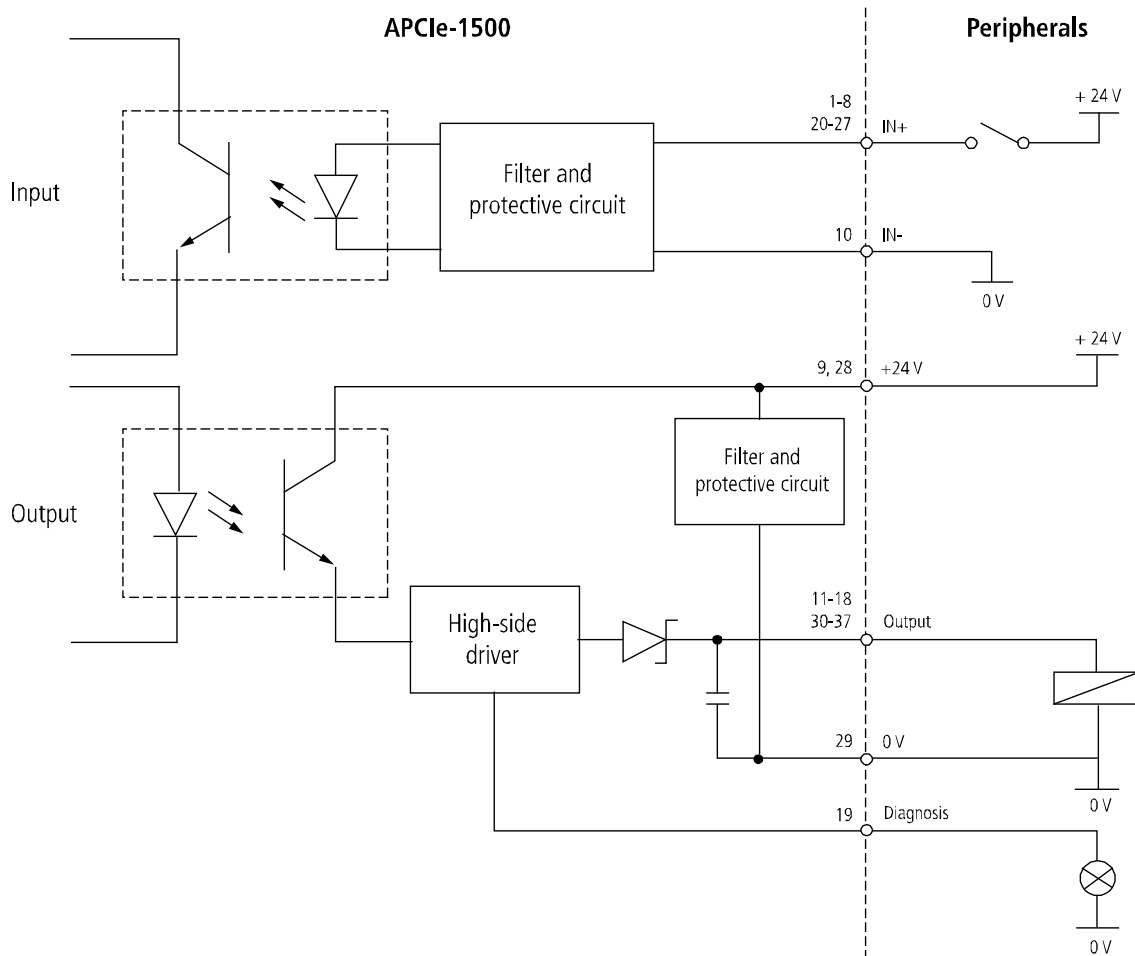 APCIe-1500
Peripherals
1-8
20-27
IN+
+ 24 V
Input
Filter and
protective circuit
10
IN-
0 V
+ 24 V
9, 28
+24 V
Filter and
protective circuit
Output
11-18
30-37
Output
High-side
driver
29
0 V
0 V
19
Diagnosis
0 V